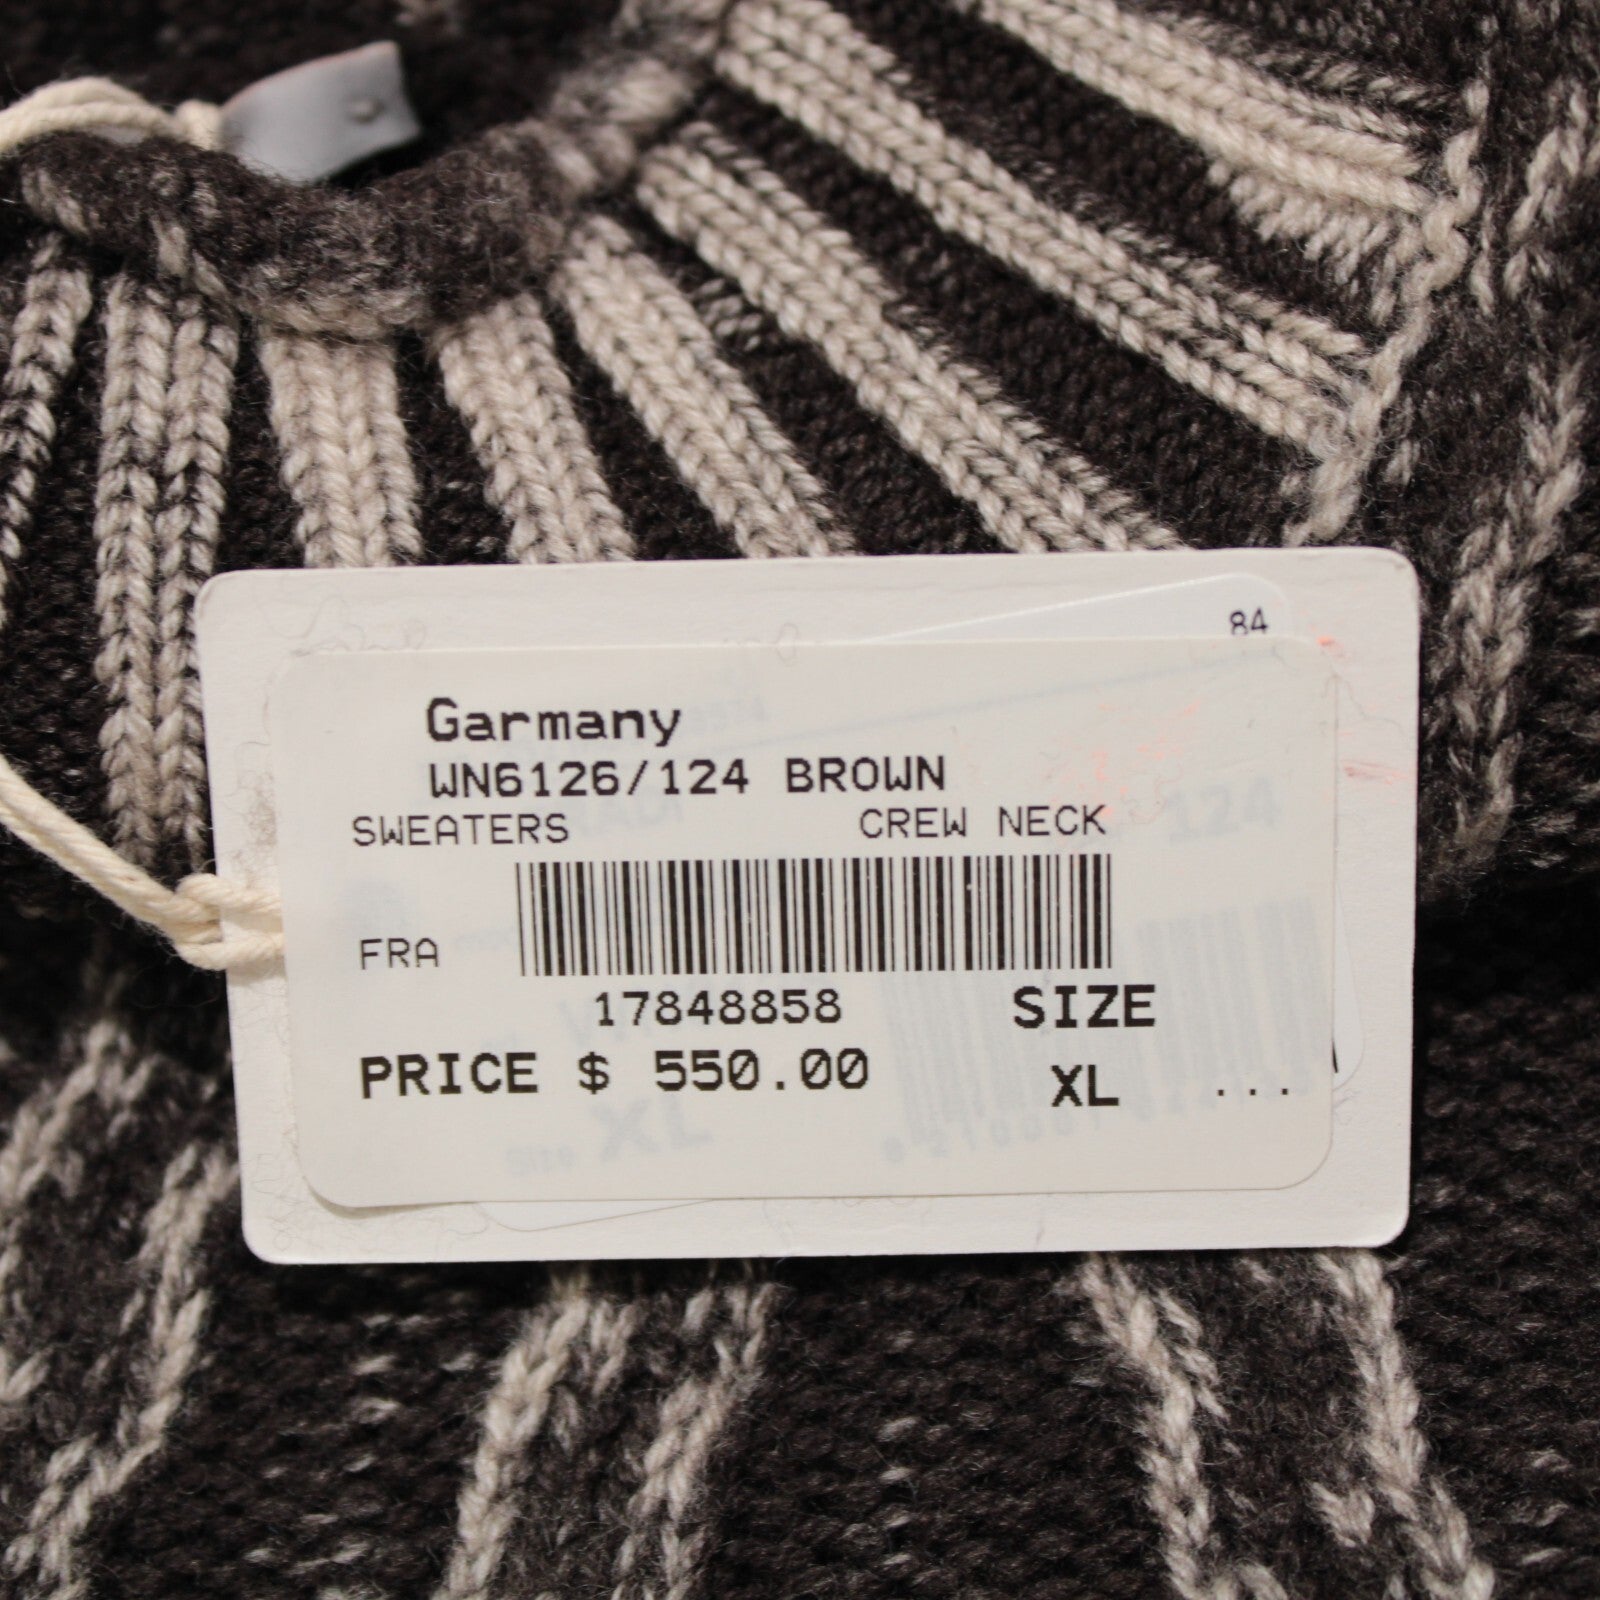 84
Garmany
WN6126/124 BROWN
SWEATERS CREW NECK
FRA
17848858 SIZE
PRICE $ 550.00 XL ...